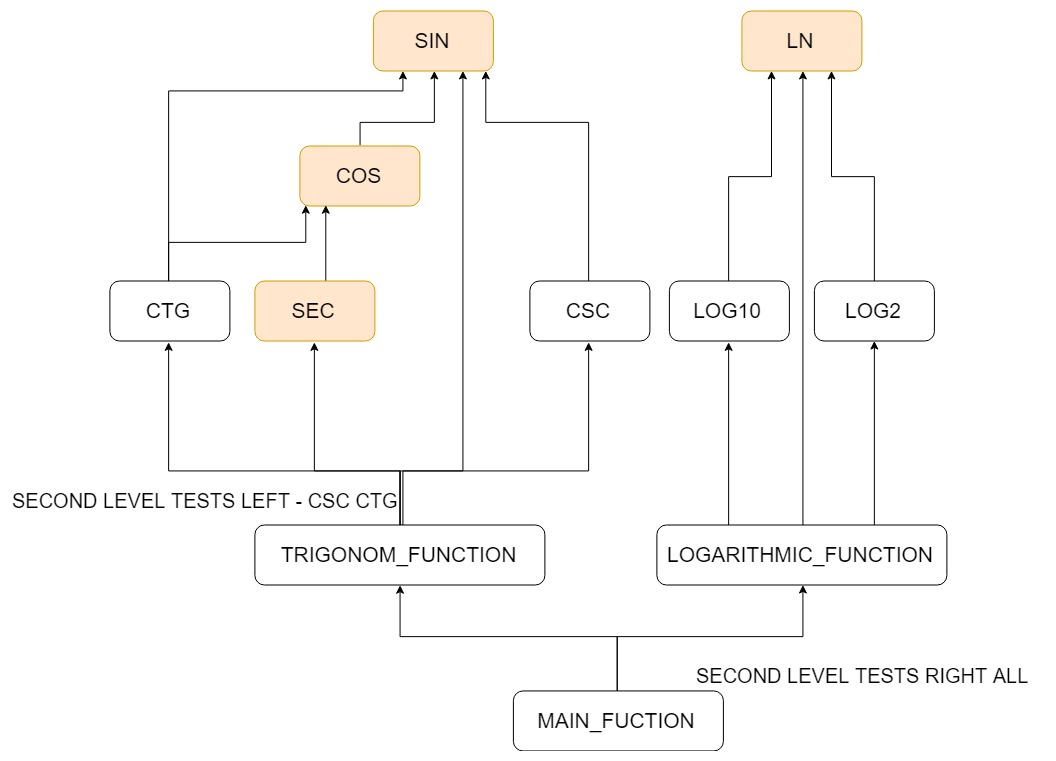 SIN
LN
COS
CTG
SEC
CSC
LOG10
LOG2
SECOND LEVEL TESTS LEFT - CSC CTG
TRIGONOM_FUNCTION
LOGARITHMIC_FUNCTION
SECOND LEVEL TESTS RIGHT ALL
MAIN_FUCTION